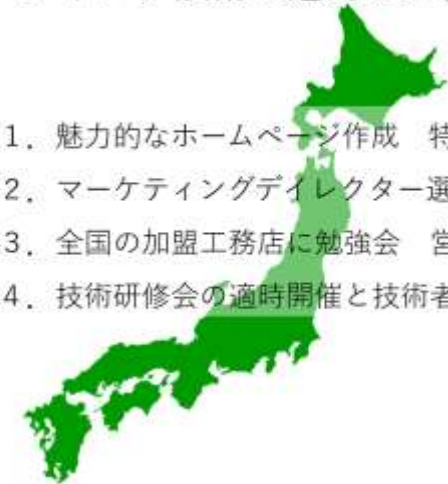 1．魅力的なホームページ作成　特
2．マーケティングデイレクター選
3．全国の加盟工務店に勉強会　営
4．技術研修会の適時開催と技術者